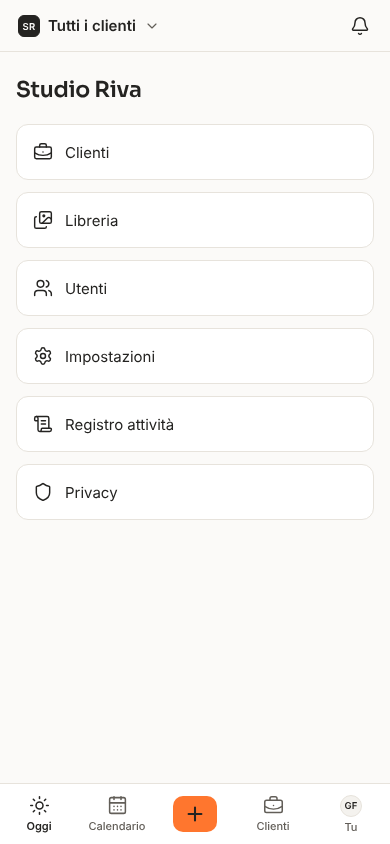 SR Tutti i clienti
Studio Riva
Clienti
Libreria
Utenti
Impostazioni
Registro attività
Privacy
Oggi
Calendario
Clienti
GF
Tu